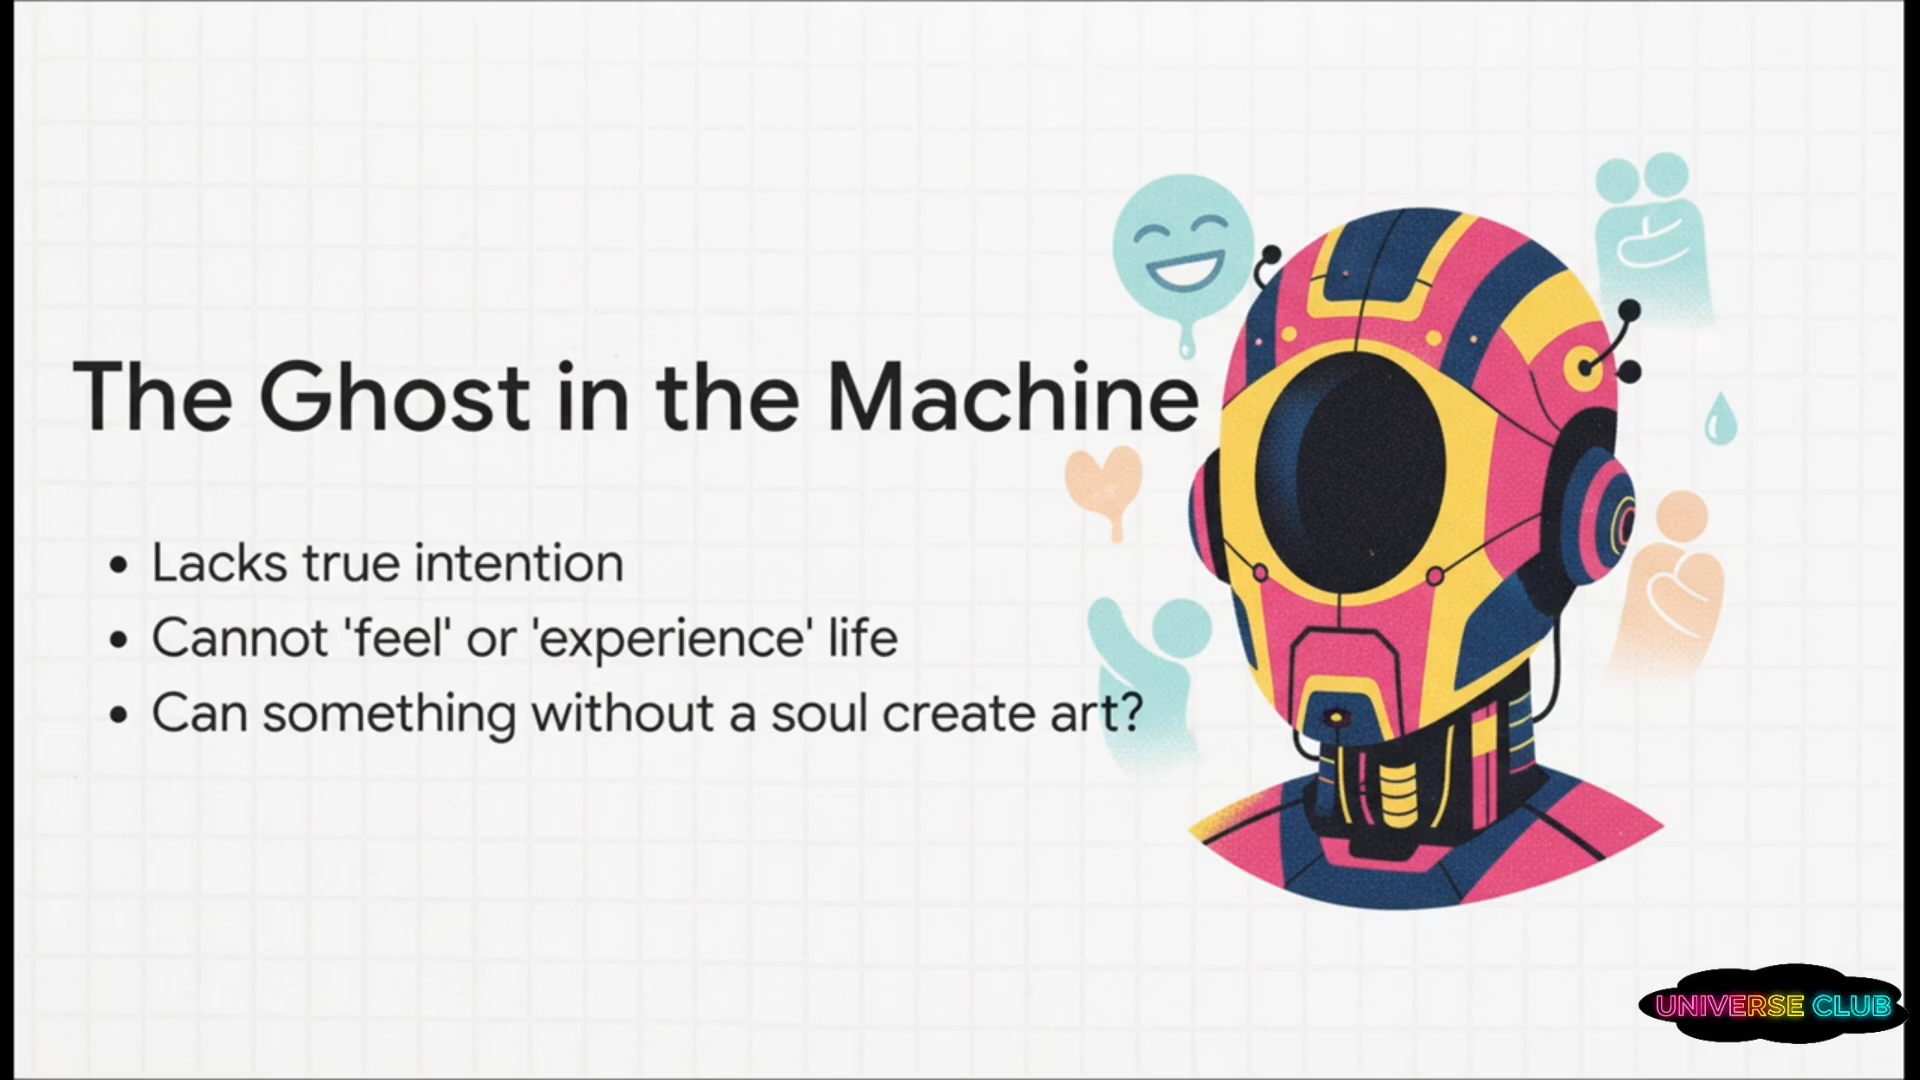 The Ghost in the Machine
• Lacks true intention
• Cannot 'feel' or 'experience' life
• Can something without a soul create art?
UNIVERSE CLUB